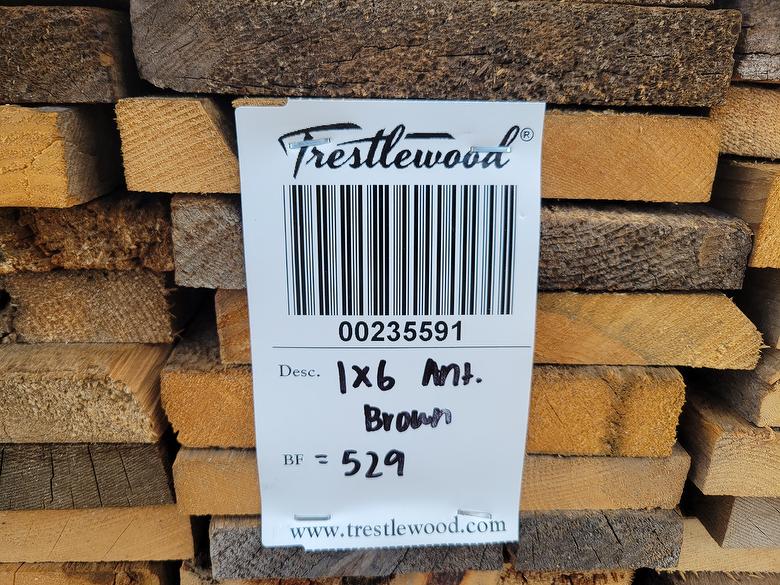 Trestlewood®
00235591
Desc. 1x6 Ant.
Brown
BF = 529
www.trestlewood.com